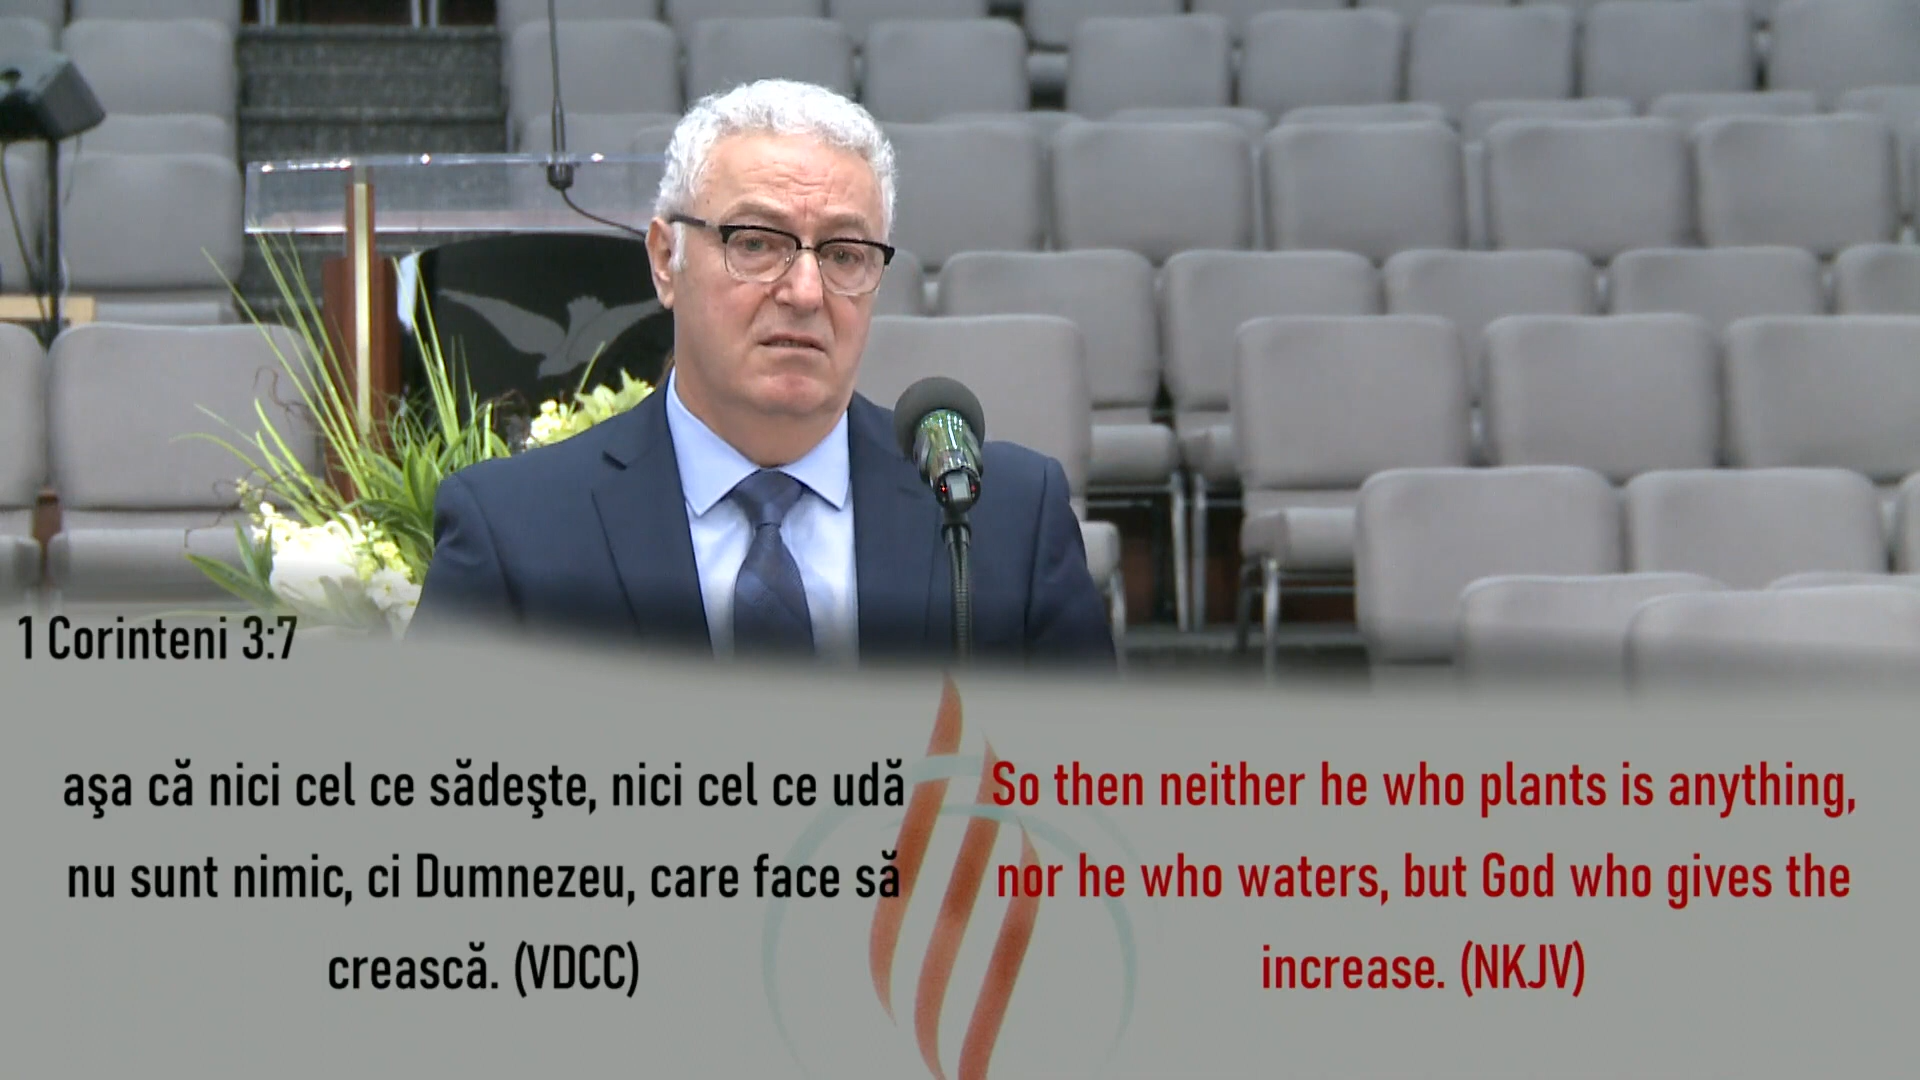 1 Corinteni 3:7
aşa că nici cel ce sădeşte, nici cel ce udă
nu sunt nimic, ci Dumnezeu, care face să
crească. (VDCC)
So then neither he who plants is anything,
nor he who waters, but God who gives the
increase. (NKJV)